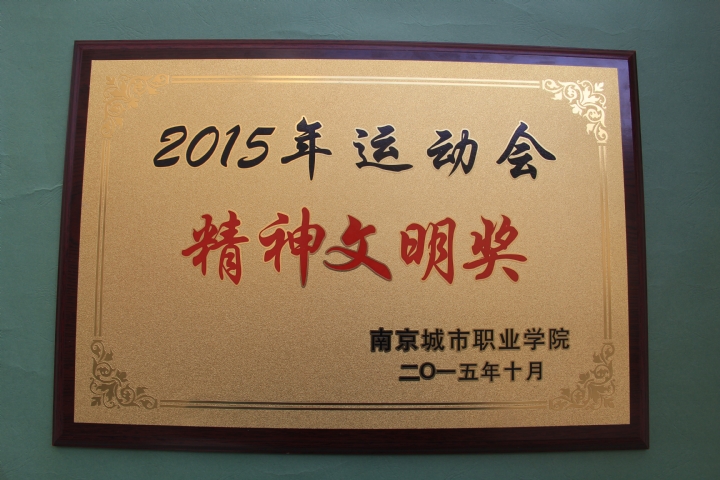 2015年运动会
精神文明奖
南京城市职业学院
二〇一五年十月